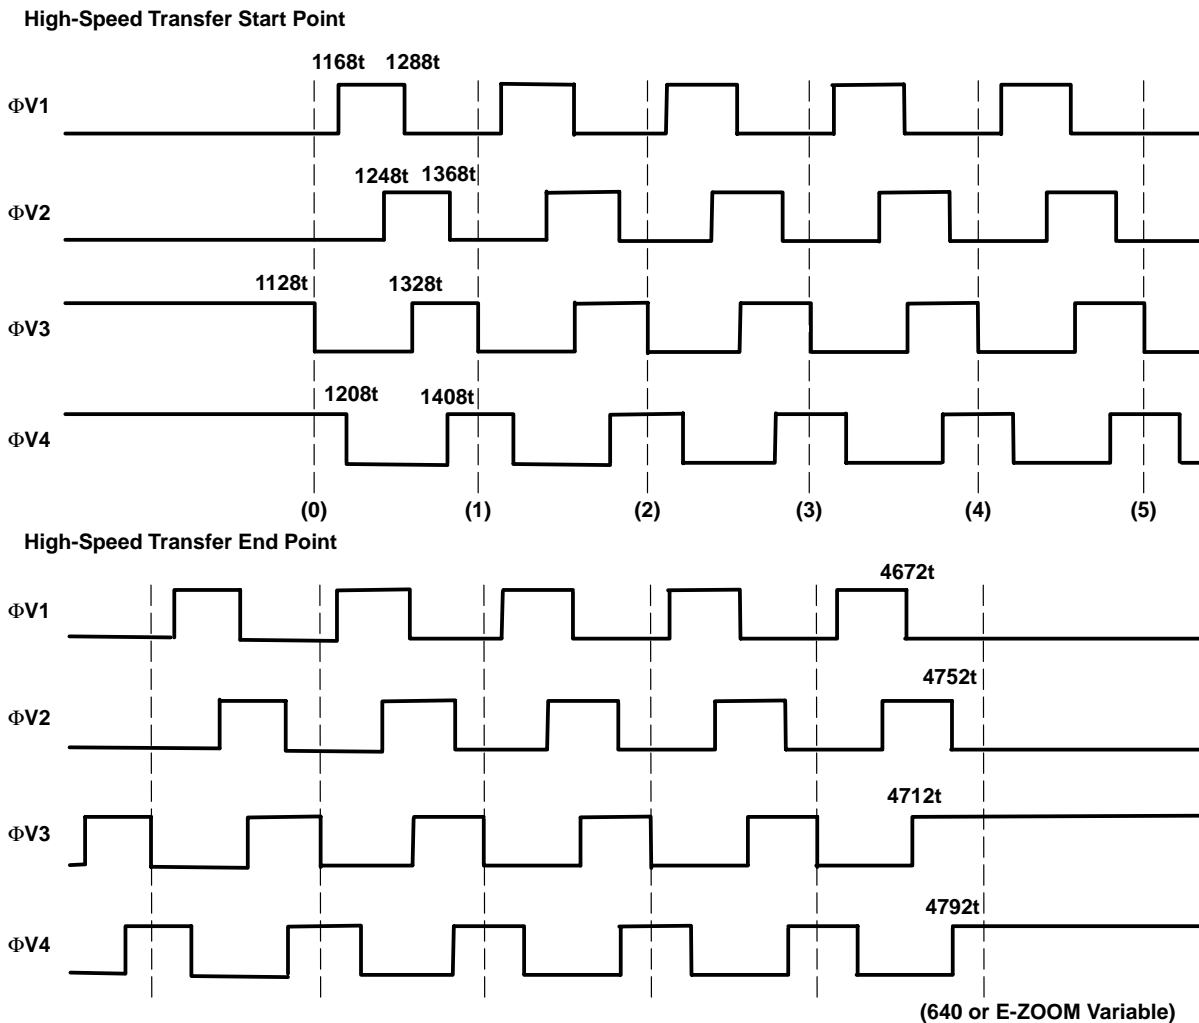 High-Speed Transfer Start Point
1168t 1288t
ΦV1
1248t 1368t
ΦV2
1128t 1328t
ΦV3
1208t 1408t
ΦV4
(0) (1) (2) (3) (4) (5)
High-Speed Transfer End Point
4672t
ΦV1
4752t
ΦV2
4712t
ΦV3
4792t
ΦV4
(640 or E-ZOOM Variable)